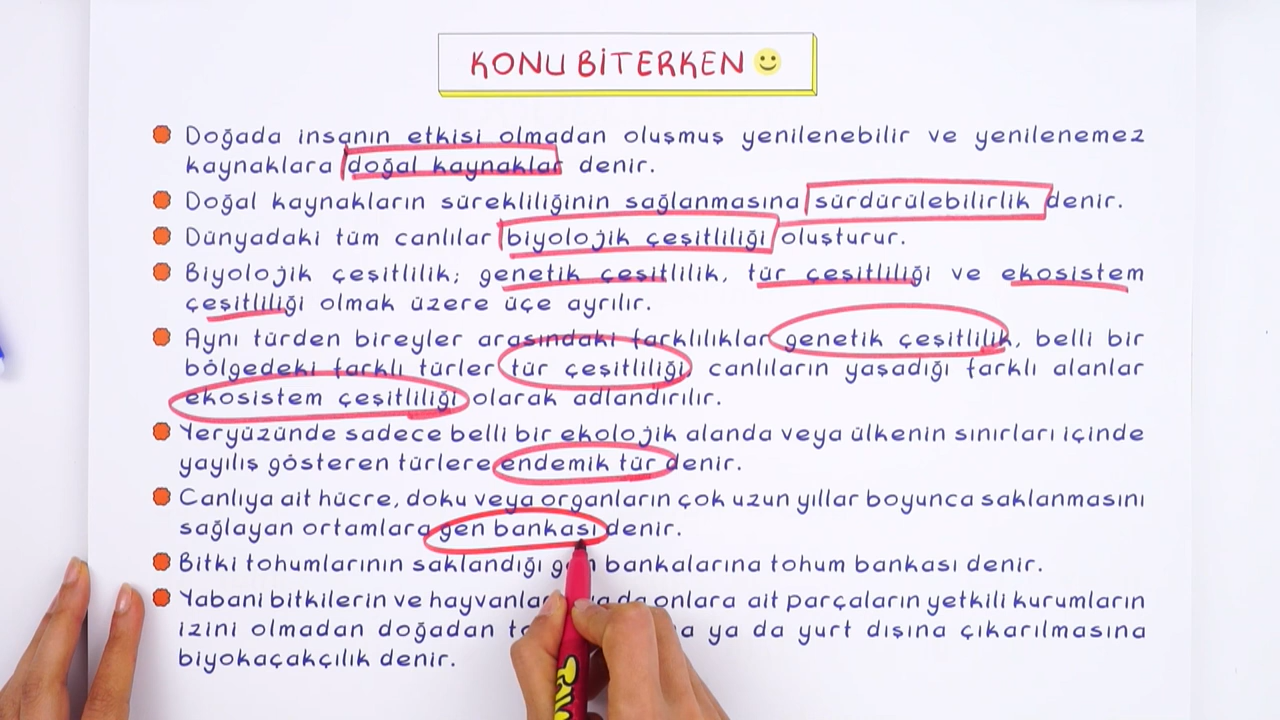 KONU BİTERKEN
Doğada insanın etkisi olmadan oluşmuş yenilenebilir ve yenilenemez
kaynaklara doğal kaynaklar denir.
Doğal kaynakların sürekliliğinin sağlanmasına sürdürülebilirlik denir.
Dünyadaki tüm canlılar biyolojik çeşitliliği oluşturur.
Biyolojik çeşitlilik; genetik çeşitlilik, tür çeşitliliği ve ekosistem
çeşitliliği olmak üzere üçe ayrılır.
Aynı türden bireyler arasındaki farklılıklar genetik çeşitlilik, belli bir
bölgedeki farklı türler tür çeşitliliği, canlıların yaşadığı farklı alanlar
ekosistem çeşitliliği olarak adlandırılır.
Yeryüzünde sadece belli bir ekolojik alanda veya ülkenin sınırları içinde
yayılış gösteren türlere endemik tür denir.
Canlıya ait hücre, doku veya organların çok uzun yıllar boyunca saklanmasını
sağlayan ortamlara gen bankası denir.
Bitki tohumlarının saklandığı bankalarına tohum bankası denir.
Yabani bitkilerin ve onlara ait parçaların yetkili kurumların
izini olmadan doğadan ya da yurt dışına çıkarılmasına
biyokaçakçılık denir.